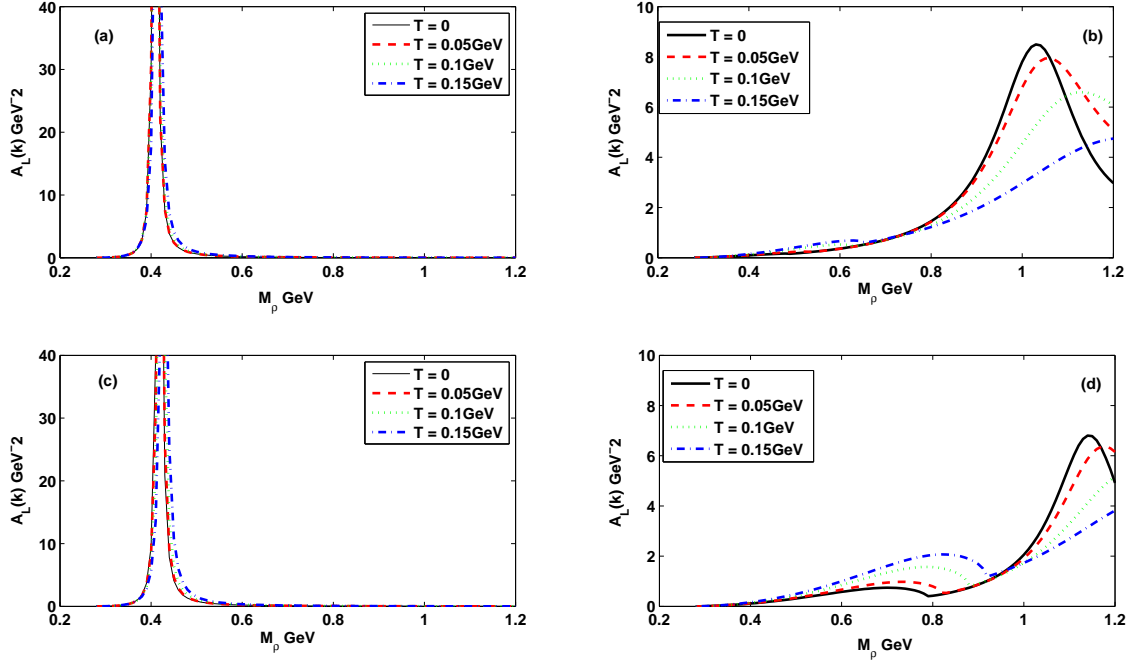 (a)
T = 0
T = 0.05GeV
T = 0.1GeV
T = 0.15GeV
40
30
20
10
0
A_L(k) GeV^-2
0.2 0.4 0.6 0.8 1 1.2
M_ρ GeV
(b)
T = 0
T = 0.05GeV
T = 0.1GeV
T = 0.15GeV
10
8
6
4
2
0
A_L(k) GeV^-2
0.2 0.4 0.6 0.8 1 1.2
M_ρ GeV
(c)
T = 0
T = 0.05GeV
T = 0.1GeV
T = 0.15GeV
40
30
20
10
0
A_L(k) GeV^-2
0.2 0.4 0.6 0.8 1 1.2
M_ρ GeV
(d)
T = 0
T = 0.05GeV
T = 0.1GeV
T = 0.15GeV
10
8
6
4
2
0
A_L(k) GeV^-2
0.2 0.4 0.6 0.8 1 1.2
M_ρ GeV